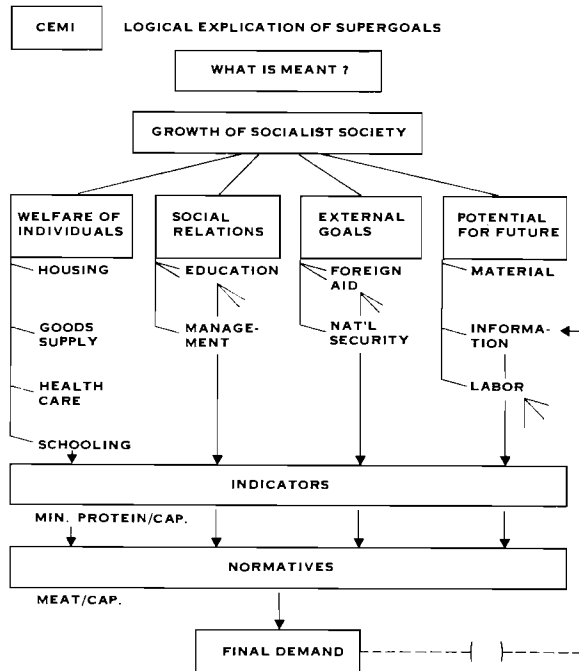 CEMI
LOGICAL EXPLICATION OF SUPERGOALS
WHAT IS MEANT ?
GROWTH OF SOCIALIST SOCIETY
WELFARE OF
INDIVIDUALS
HOUSING
GOODS
SUPPLY
HEALTH
CARE
SCHOOLING
SOCIAL
RELATIONS
EDUCATION
MANAGE-
MENT
EXTERNAL
GOALS
FOREIGN
AID
NAT'L
SECURITY
POTENTIAL
FOR FUTURE
MATERIAL
INFORMA-
TION
LABOR
INDICATORS
MIN. PROTEIN/CAP.
NORMATIVES
MEAT/CAP.
FINAL DEMAND